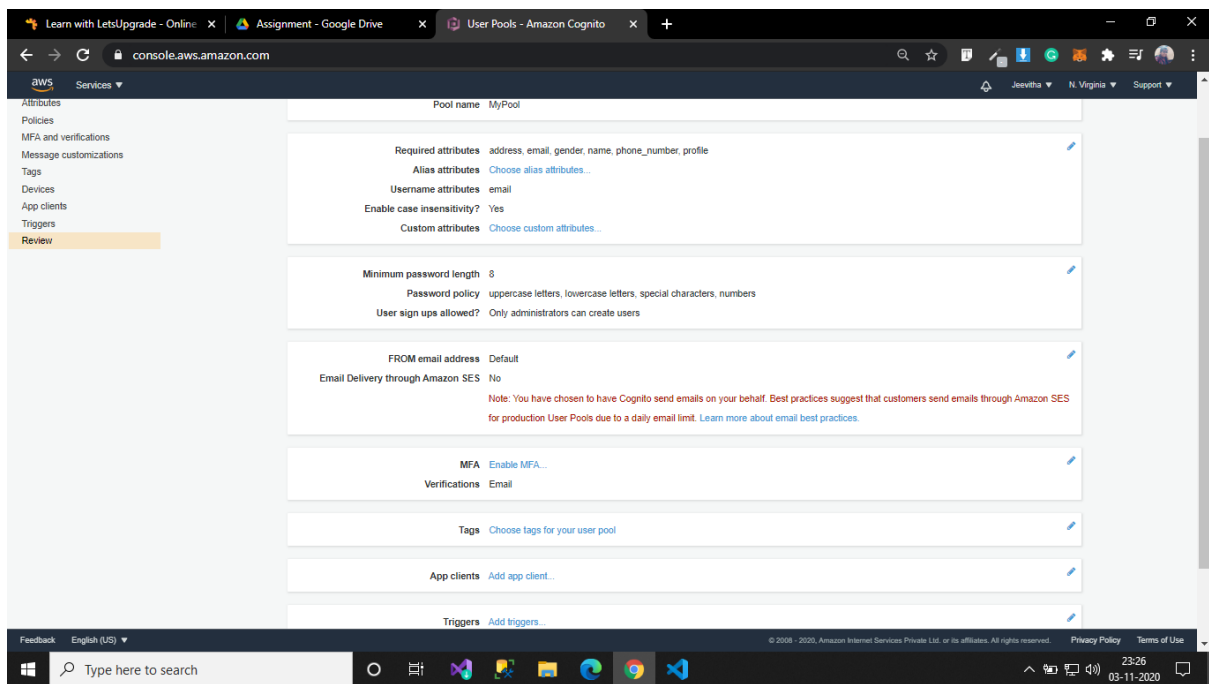 Learn with LetsUpgrade - Online
Assignment - Google Drive
User Pools - Amazon Cognito
console.aws.amazon.com
aws
Services
Jeevitha
N. Virginia
Support
Attributes
Policies
MFA and verifications
Message customizations
Tags
Devices
App clients
Triggers
Review
Pool name MyPool
Required attributes address, email, gender, name, phone_number, profile
Alias attributes Choose alias attributes...
Username attributes email
Enable case insensitivity? Yes
Custom attributes Choose custom attributes...
Minimum password length 8
Password policy uppercase letters, lowercase letters, special characters, numbers
User sign ups allowed? Only administrators can create users
FROM email address Default
Email Delivery through Amazon SES No
Note: You have chosen to have Cognito send emails on your behalf. Best practices suggest that customers send emails through Amazon SES
for production User Pools due to a daily email limit. Learn more about email best practices.
MFA Enable MFA...
Verifications Email
Tags Choose tags for your user pool
App clients Add app client...
Triggers Add triggers...
Feedback
English (US)
© 2008 - 2020, Amazon Internet Services Private Ltd. or its affiliates. All rights reserved.
Privacy Policy
Terms of Use
Type here to search
23:26
03-11-2020